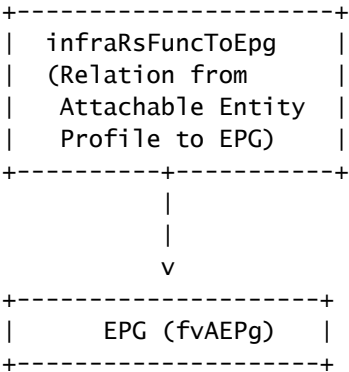 infraRsFuncToEpg
(Relation from
Attachable Entity
Profile to EPG)
EPG (fvAEPg)